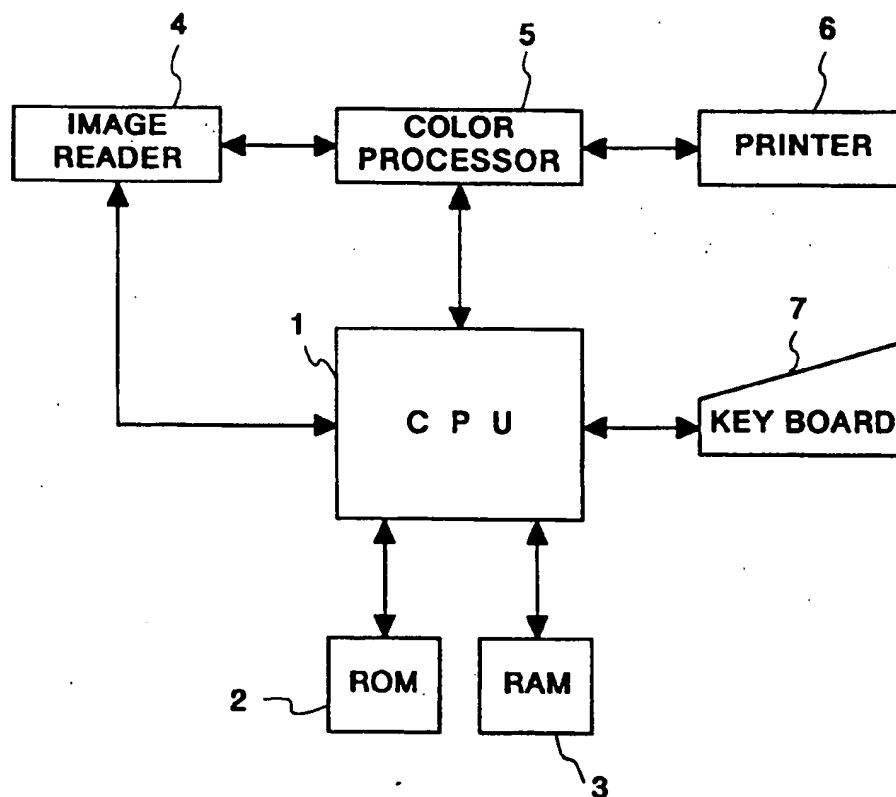 4
5
6
IMAGE
READER
COLOR
PROCESSOR
PRINTER
1
C P U
7
KEY BOARD
2
ROM
RAM
3